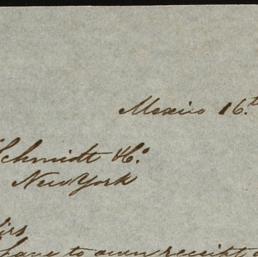 Mexico 16th
Schmidt & Co
New York
Sirs
have to own receipt